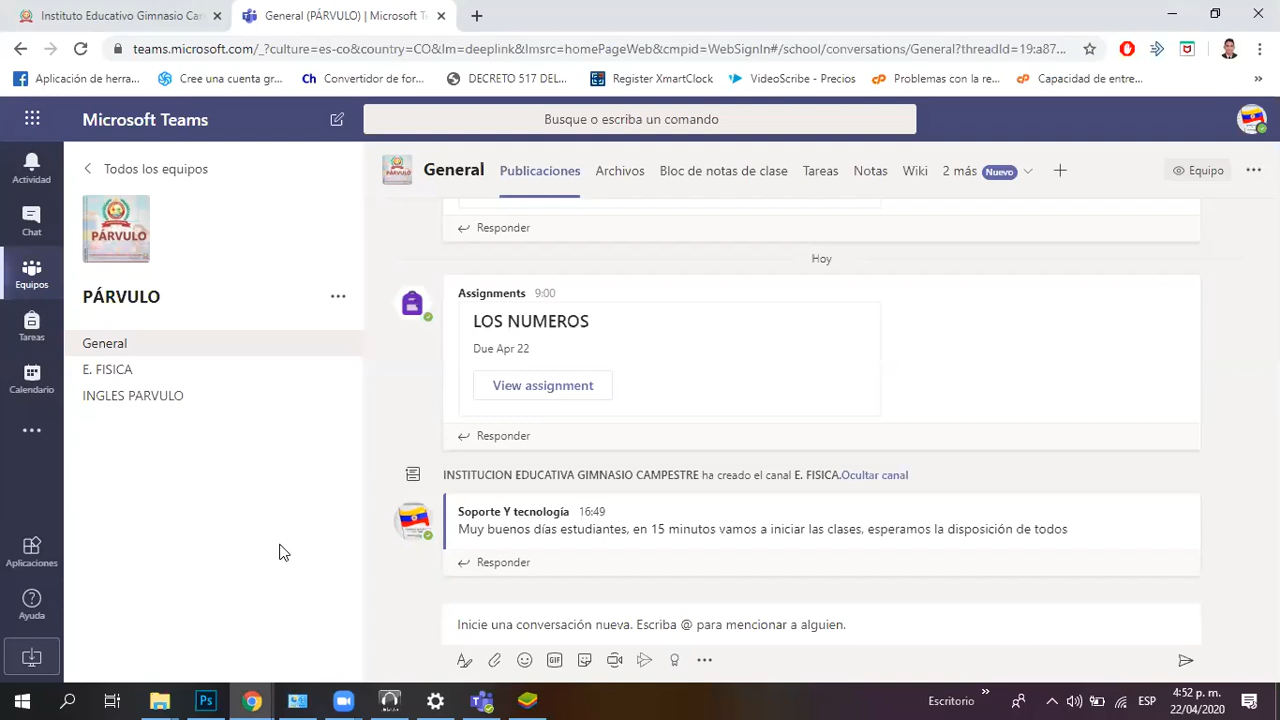 Instituto Educativo Gimnasio Can
General (PÁRVULO) | Microsoft T
teams.microsoft.com/_?culture=es-co&country=CO&lm=deeplink&lmsrc=homePageWeb&cmpid=WebSignIn#/school/conversations/General?threadId=19:a87...
Aplicación de herra...
Cree una cuenta gr...
Ch Convertidor de for...
DECRETO 517 DEL...
Register XmartClock
VideoScribe - Precios
Problemas con la re...
Capacidad de entre...
»
Microsoft Teams
Busque o escriba un comando
Actividad
Chat
Equipos
Tareas
Calendario
Aplicaciones
Ayuda
Todos los equipos
PÁRVULO
PÁRVULO
General
E. FISICA
INGLES PARVULO
General
Publicaciones
Archivos
Bloc de notas de clase
Tareas
Notas
Wiki
2 más Nuevo
Equipo
Responder
Hoy
Assignments 9:00
LOS NUMEROS
Due Apr 22
View assignment
Responder
INSTITUCION EDUCATIVA GIMNASIO CAMPESTRE ha creado el canal E. FISICA.Ocultar canal
Soporte Y tecnología 16:49
Muy buenos días estudiantes, en 15 minutos vamos a iniciar las clases, esperamos la disposición de todos
Responder
Inicie una conversación nueva. Escriba @ para mencionar a alguien.
GIF
Ps
Escritorio »
ESP
4:52 p. m.
22/04/2020